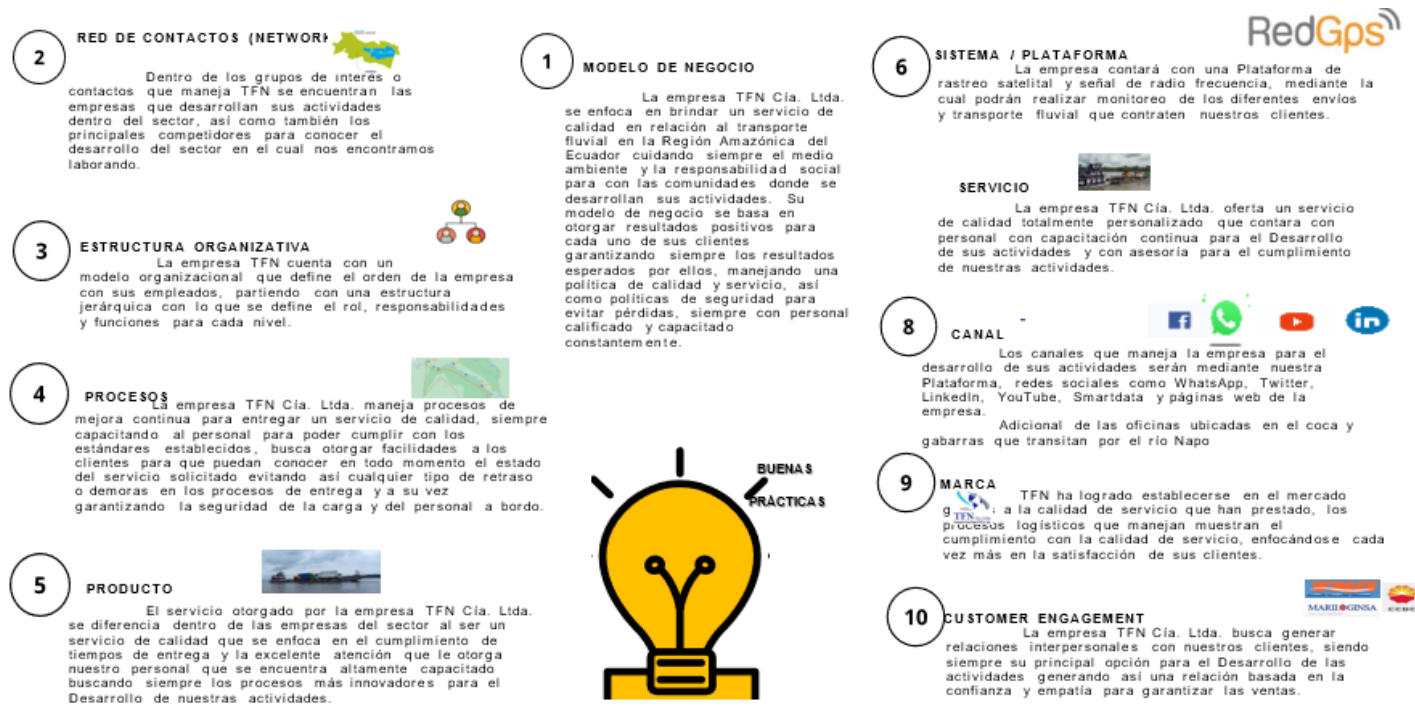 RedGps
2
RED DE CONTACTOS (NETWORK
Dentro de los grupos de interés o
contactos que maneja TFN se encuentran las
empresas que desarrollan sus actividades
dentro del sector, así como también los
principales competidores para conocer el
desarrollo del sector en el cual nos encontramos
laborando.
3
ESTRUCTURA ORGANIZATIVA
La empresa TFN cuenta con un
modelo organizacional que define el orden de la empresa
con sus empleados, partiendo con una estructura
jerárquica con lo que se define el rol, responsabilidades
y funciones para cada nivel.
4
PROCESOS
La empresa TFN Cía. Ltda. maneja procesos de
mejora continua para entregar un servicio de calidad, siempre
capacitando al personal para poder cumplir con los
estándares establecidos, busca otorgar facilidades a los
clientes para que puedan conocer en todo momento el estado
del servicio solicitado evitando así cualquier tipo de retraso
o demoras en los procesos de entrega y a su vez
garantizando la seguridad de la carga y del personal a bordo.
5
PRODUCTO
El servicio otorgado por la empresa TFN Cía. Ltda.
se diferencia dentro de las empresas del sector al ser un
servicio de calidad que se enfoca en el cumplimiento de
tiempos de entrega y la excelente atención que le otorga
nuestro personal que se encuentra altamente capacitado
buscando siempre los procesos más innovadores para el
Desarrollo de nuestras actividades.
1
MODELO DE NEGOCIO
La empresa TFN Cía. Ltda.
se enfoca en brindar un servicio de
calidad en relación al transporte
fluvial en la Región Amazónica del
Ecuador cuidando siempre el medio
ambiente y la responsabilidad social
para con las comunidades donde se
desarrollan sus actividades. Su
modelo de negocio se basa en
otorgar resultados positivos para
cada uno de sus clientes
garantizando siempre los resultados
esperados por ellos, manejando una
política de calidad y servicio, así
como políticas de seguridad para
evitar pérdidas, siempre con personal
calificado y capacitado
constantemente.
BUENAS
PRÁCTICAS
6
SISTEMA / PLATAFORMA
La empresa contará con una Plataforma de
rastreo satelital y señal de radio frecuencia, mediante la
cual podrán realizar monitoreo de los diferentes envíos
y transporte fluvial que contraten nuestros clientes.
SERVICIO
La empresa TFN Cía. Ltda. oferta un servicio
de calidad totalmente personalizado que contara con
personal con capacitación continua para el Desarrollo
de sus actividades y con asesoría para el cumplimiento
de nuestras actividades.
8
CANAL
Los canales que maneja la empresa para el
desarrollo de sus actividades serán mediante nuestra
Plataforma, redes sociales como WhatsApp, Twitter,
LinkedIn, YouTube, Smartdata y páginas web de la
empresa.
Adicional de las oficinas ubicadas en el coca y
gabarras que transitan por el río Napo
9
MARCA
TFN
TFN ha logrado establecerse en el mercado
a la calidad de servicio que han prestado, los
procesos logísticos que manejan muestran el
cumplimiento con la calidad de servicio, enfocándose cada
vez más en la satisfacción de sus clientes.
10
CUSTOMER ENGAGEMENT
MARIIOGINSA
La empresa TFN Cía. Ltda. busca generar
relaciones interpersonales con nuestros clientes, siendo
siempre su principal opción para el Desarrollo de las
actividades generando así una relación basada en la
confianza y empatía para garantizar las ventas.